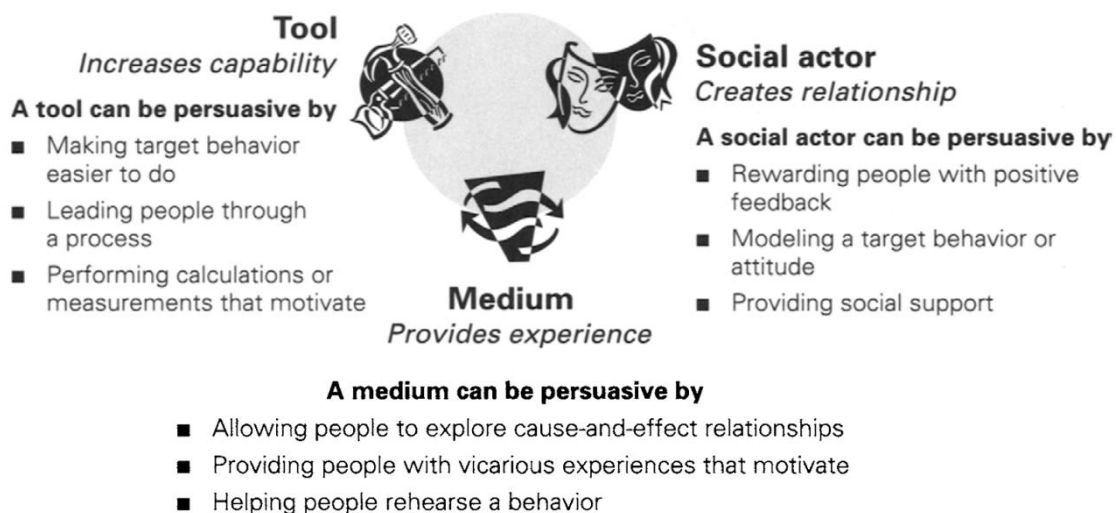 Tool
Increases capability
A tool can be persuasive by
■ Making target behavior
easier to do
■ Leading people through
a process
■ Performing calculations or
measurements that motivate
Social actor
Creates relationship
A social actor can be persuasive by
■ Rewarding people with positive
feedback
■ Modeling a target behavior or
attitude
■ Providing social support
Medium
Provides experience
A medium can be persuasive by
■ Allowing people to explore cause-and-effect relationships
■ Providing people with vicarious experiences that motivate
■ Helping people rehearse a behavior